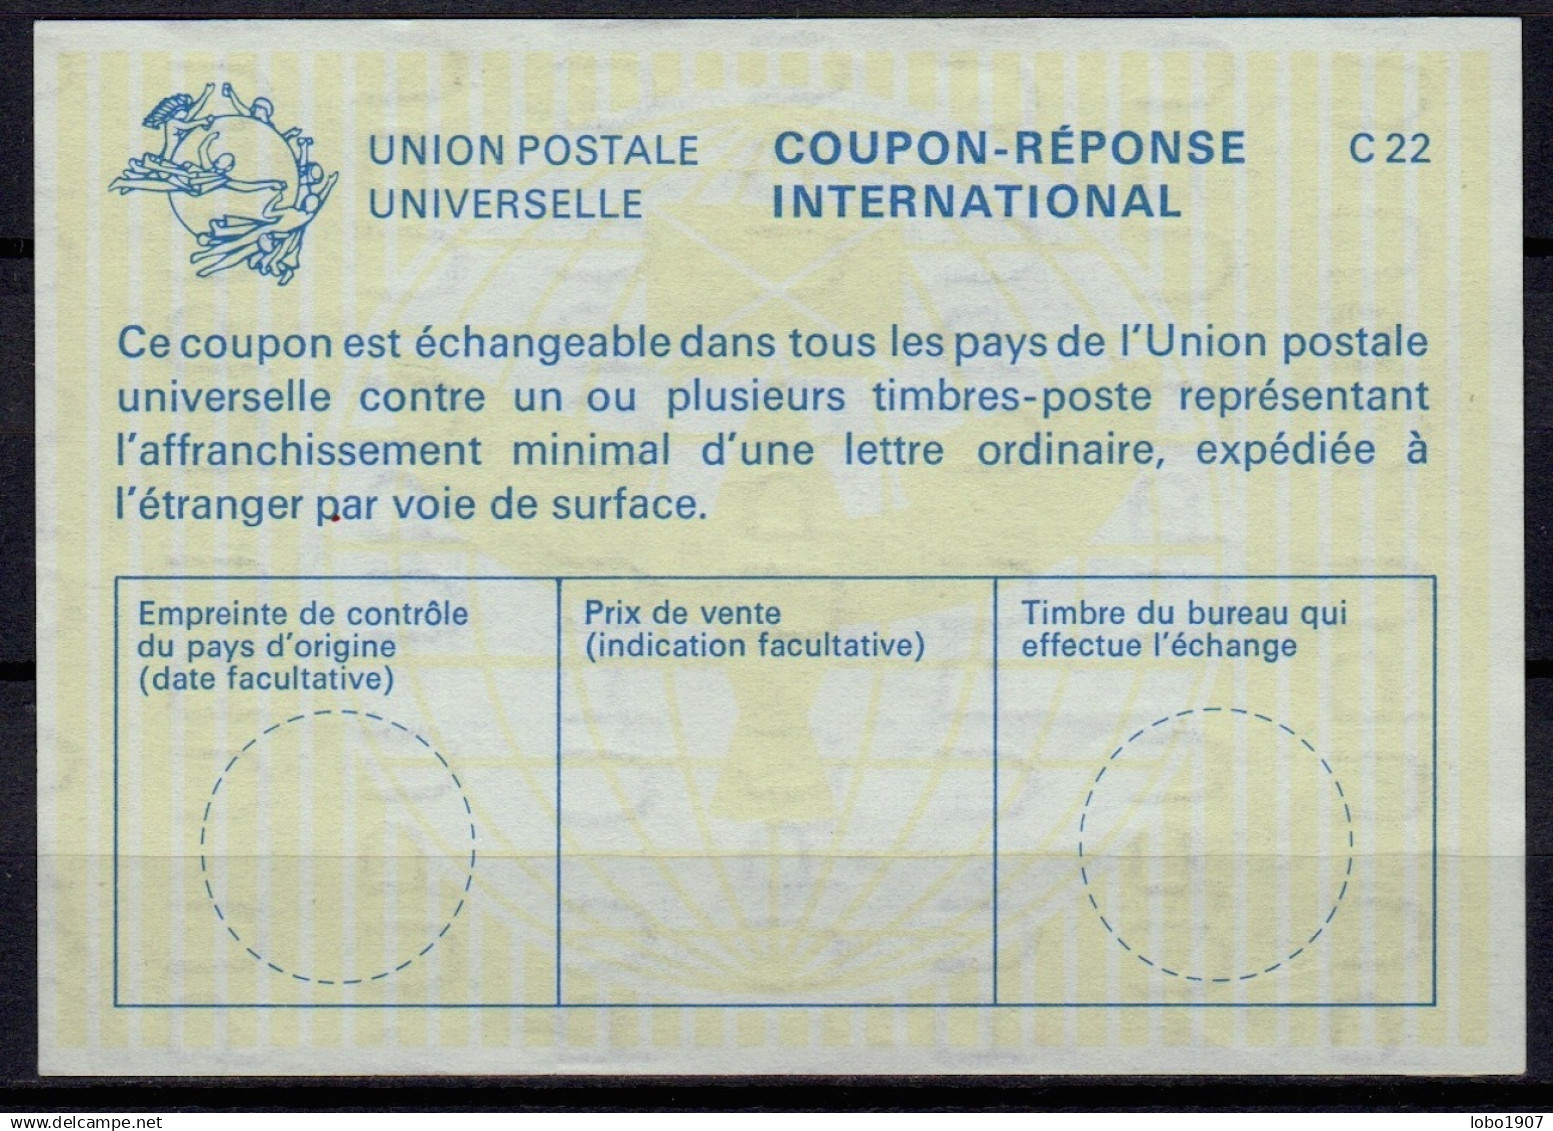 UNION POSTALE
UNIVERSELLE
COUPON-RÉPONSE
INTERNATIONAL
C 22
Ce coupon est échangeable dans tous les pays de l'Union postale
universelle contre un ou plusieurs timbres-poste représentant
l'affranchissement minimal d'une lettre ordinaire, expédiée à
l'étranger par voie de surface.
Empreinte de contrôle
du pays d'origine
(date facultative)
Prix de vente
(indication facultative)
Timbre du bureau qui
effectue l'échange
lobo1907